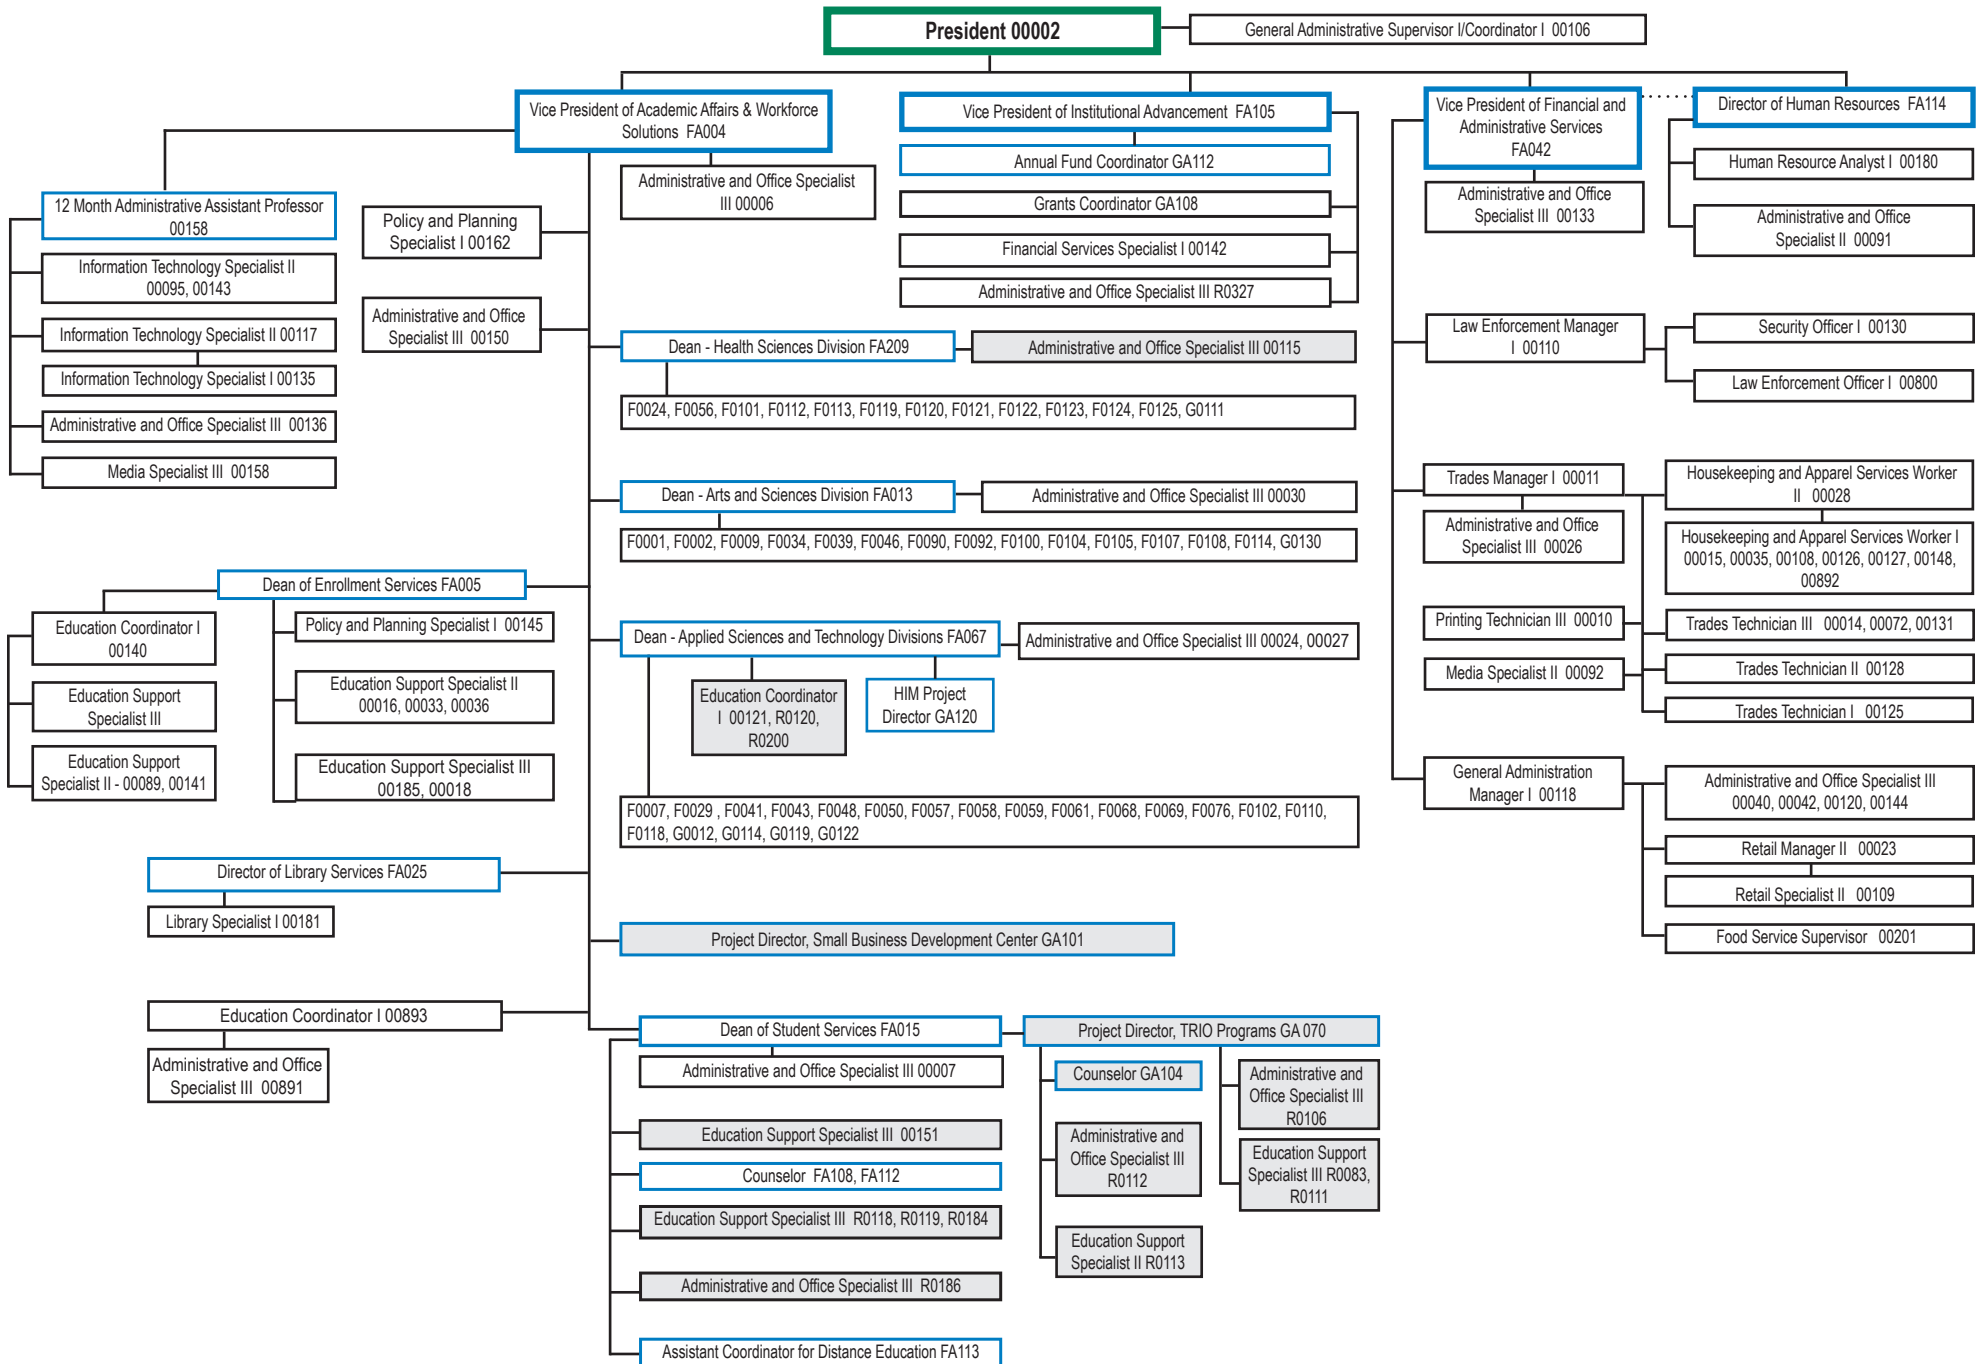 President 00002
General Administrative Supervisor I/Coordinator I  00106
Vice President of Academic Affairs & Workforce
Solutions  FA004
Administrative and Office Specialist
III 00006
12 Month Administrative Assistant Professor
00158
Information Technology Specialist II
00095, 00143
Information Technology Specialist II 00117
Information Technology Specialist I 00135
Administrative and Office Specialist III  00136
Media Specialist III  00158
Policy and Planning
Specialist I 00162
Administrative and Office
Specialist III  00150
Vice President of Institutional Advancement  FA105
Annual Fund Coordinator GA112
Grants Coordinator GA108
Financial Services Specialist I 00142
Administrative and Office Specialist III R0327
Vice President of Financial and
Administrative Services
FA042
Administrative and Office
Specialist III  00133
Director of Human Resources  FA114
Human Resource Analyst I  00180
Administrative and Office
Specialist II  00091
Dean - Health Sciences Division FA209
Administrative and Office Specialist III 00115
F0024, F0056, F0101, F0112, F0113, F0119, F0120, F0121, F0122, F0123, F0124, F0125, G0111
Dean - Arts and Sciences Division FA013
Administrative and Office Specialist III 00030
F0001, F0002, F0009, F0034, F0039, F0046, F0090, F0092, F0100, F0104, F0105, F0107, F0108, F0114, G0130
Dean of Enrollment Services FA005
Education Coordinator I
00140
Education Support
Specialist III
Education Support
Specialist II - 00089, 00141
Policy and Planning Specialist I  00145
Education Support Specialist II
00016, 00033, 00036
Education Support Specialist III
00185, 00018
Dean - Applied Sciences and Technology Divisions FA067
Administrative and Office Specialist III 00024, 00027
Education Coordinator
I  00121, R0120,
R0200
HIM Project
Director GA120
F0007, F0029 , F0041, F0043, F0048, F0050, F0057, F0058, F0059, F0061, F0068, F0069, F0076, F0102, F0110,
F0118, G0012, G0114, G0119, G0122
Director of Library Services FA025
Library Specialist I 00181
Project Director, Small Business Development Center GA101
Education Coordinator I 00893
Administrative and Office
Specialist III  00891
Dean of Student Services FA015
Administrative and Office Specialist III 00007
Education Support Specialist III  00151
Counselor  FA108, FA112
Education Support Specialist III  R0118, R0119, R0184
Administrative and Office Specialist III  R0186
Assistant Coordinator for Distance Education FA113
Project Director, TRIO Programs GA 070
Counselor GA104
Administrative and
Office Specialist III
R0112
Education Support
Specialist II R0113
Administrative and
Office Specialist III
R0106
Education Support
Specialist III R0083,
R0111
Law Enforcement Manager
I  00110
Security Officer I  00130
Law Enforcement Officer I  00800
Trades Manager I  00011
Administrative and Office
Specialist III  00026
Printing Technician III  00010
Media Specialist II  00092
Housekeeping and Apparel Services Worker
II   00028
Housekeeping and Apparel Services Worker I
00015, 00035, 00108, 00126, 00127, 00148,
00892
Trades Technician III   00014, 00072, 00131
Trades Technician II   00128
Trades Technician I   00125
General Administration
Manager I  00118
Administrative and Office Specialist III
00040, 00042, 00120, 00144
Retail Manager II   00023
Retail Specialist II   00109
Food Service Supervisor   00201